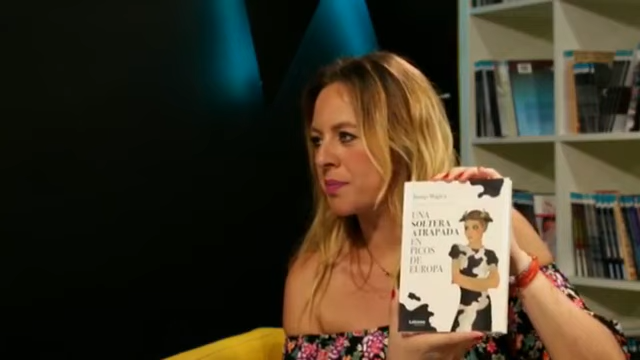 UNA
SOLTERA
ATRAPADA
EN
PICOS
DE
EUROPA